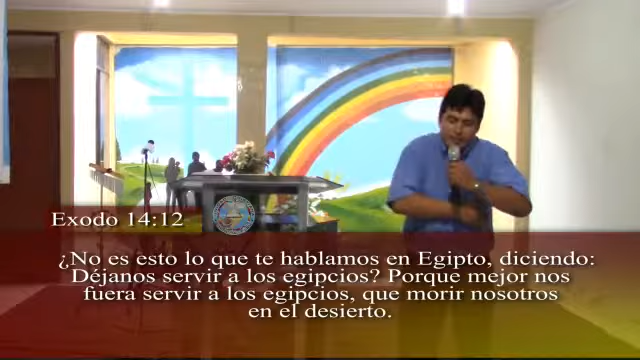 Exodo 14:12
¿No es esto lo que te hablamos en Egipto, diciendo:
Déjanos servir a los egipcios? Porque mejor nos
fuera servir a los egipcios, que morir nosotros
en el desierto.